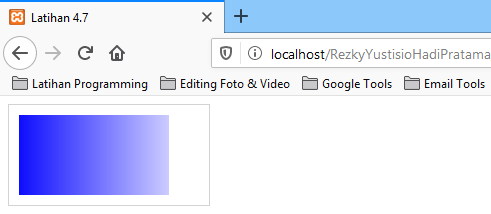 Latihan 4.7
localhost/RezkyYustisioHadiPratama
Latihan Programming Editing Foto & Video Google Tools Email Tools